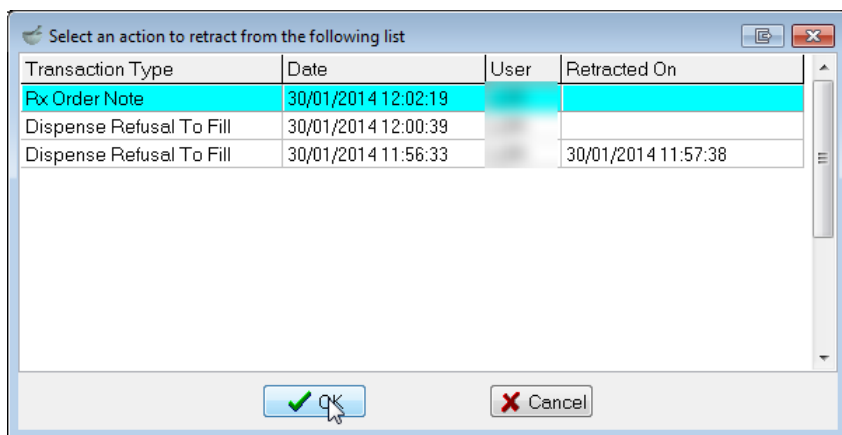 Select an action to retract from the following list
Transaction Type Date User Retracted On
Rx Order Note 30/01/2014 12:02:19
Dispense Refusal To Fill 30/01/2014 12:00:39
Dispense Refusal To Fill 30/01/2014 11:56:33 30/01/2014 11:57:38
OK Cancel